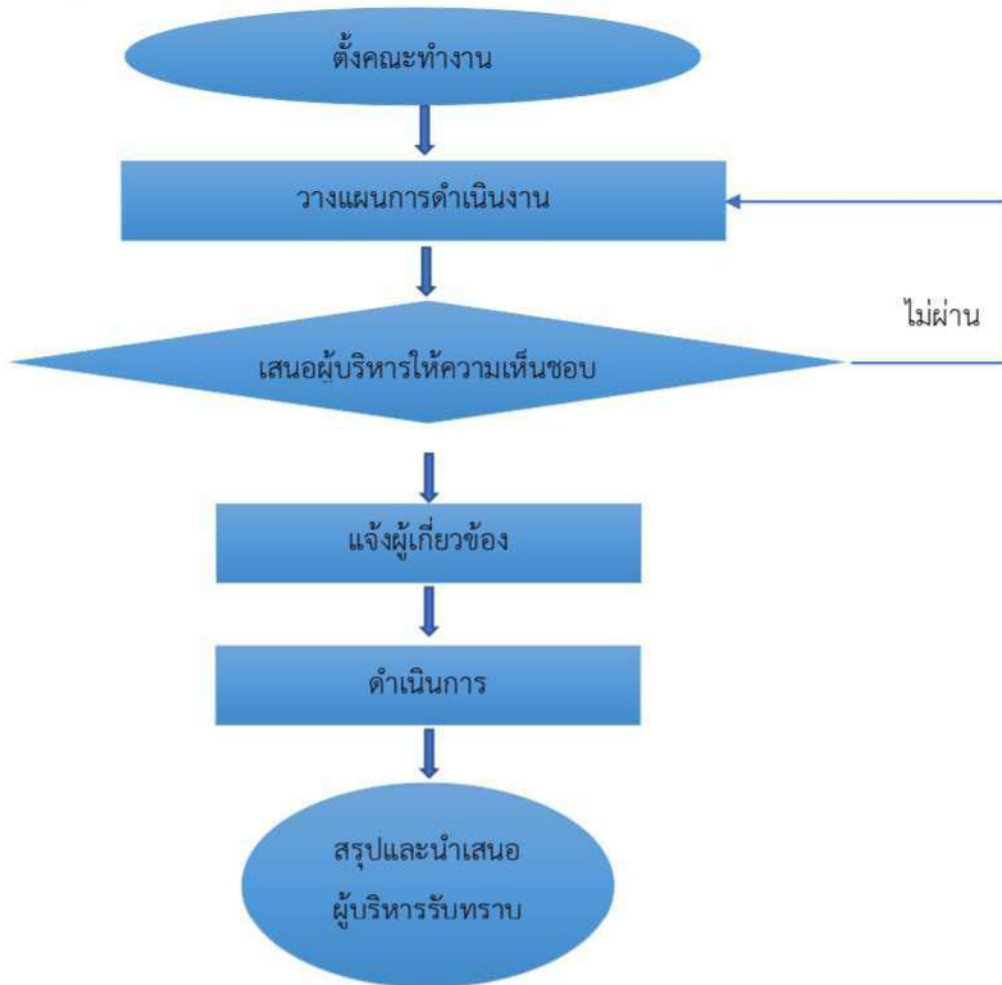 ตั้งคณะทำงาน
วางแผนการดำเนินงาน
ไม่ผ่าน
เสนอผู้บริหารให้ความเห็นชอบ
แจ้งผู้เกี่ยวข้อง
ดำเนินการ
สรุปและนำเสนอ
ผู้บริหารรับทราบ